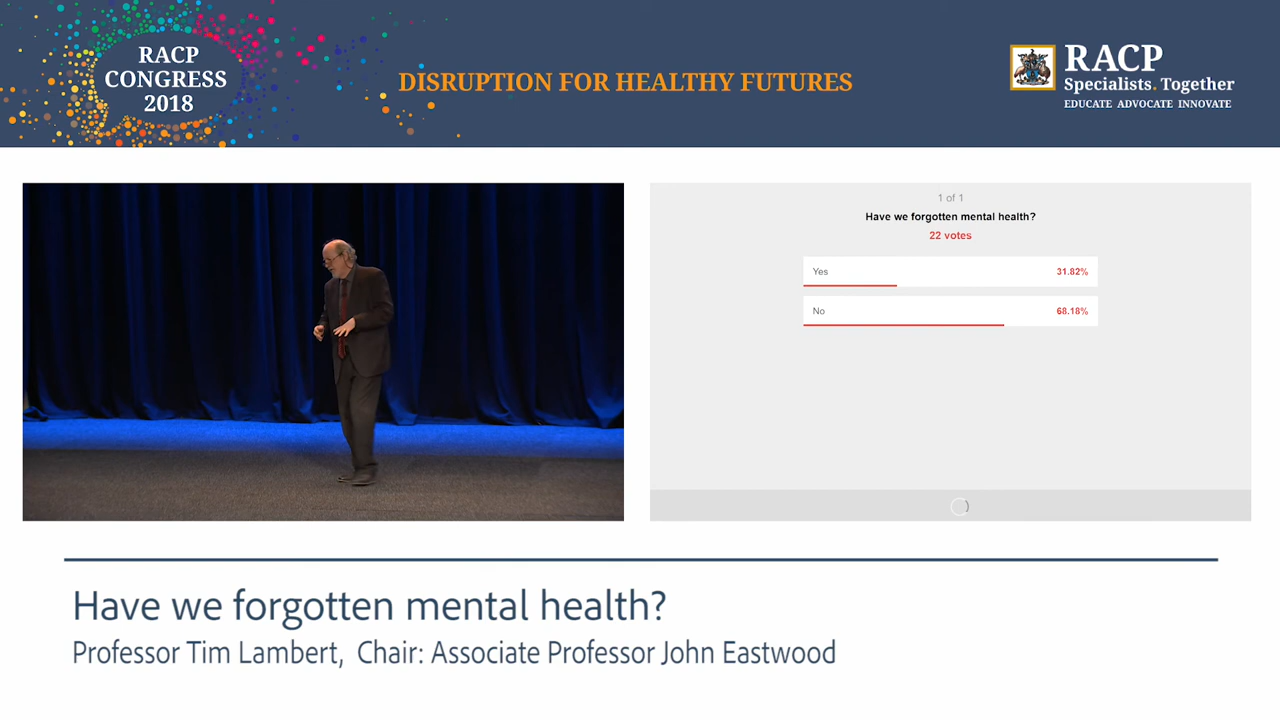 RACP
CONGRESS
2018
DISRUPTION FOR HEALTHY FUTURES
RACP
Specialists. Together
EDUCATE ADVOCATE INNOVATE
1 of 1
Have we forgotten mental health?
22 votes
Yes 31.82%
No 68.18%
Have we forgotten mental health?
Professor Tim Lambert, Chair: Associate Professor John Eastwood